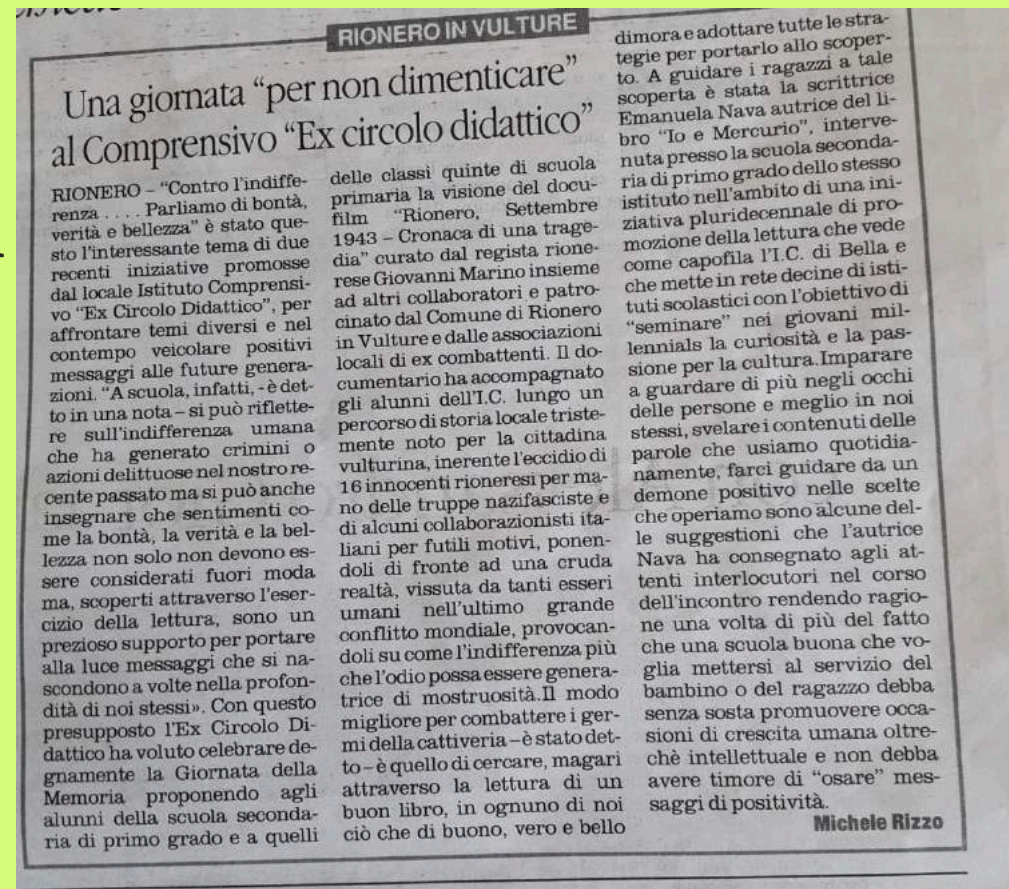 RIONERO IN VULTURE
Una giornata “per non dimenticare”
al Comprensivo “Ex circolo didattico”
RIONERO – “Contro l'indiffe-
renza . . . . Parliamo di bontà,
verità e bellezza” è stato que-
sto l'interessante tema di due
recenti iniziative promosse
dal locale Istituto Comprensi-
vo “Ex Circolo Didattico”, per
affrontare temi diversi e nel
contempo veicolare positivi
messaggi alle future genera-
zioni. “A scuola, infatti, - è det-
to in una nota – si può riflette-
re sull'indifferenza umana
che ha generato crimini o
azioni delittuose nel nostro re-
cente passato ma si può anche
insegnare che sentimenti co-
me la bontà, la verità e la bel-
lezza non solo non devono es-
sere considerati fuori moda
ma, scoperti attraverso l'eser-
cizio della lettura, sono un
prezioso supporto per portare
alla luce messaggi che si na-
scondono a volte nella profon-
dità di noi stessi». Con questo
presupposto l'Ex Circolo Di-
dattico ha voluto celebrare de-
gnamente la Giornata della
Memoria proponendo agli
alunni della scuola seconda-
ria di primo grado e a quelli
delle classi quinte di scuola
primaria la visione del docu-
film “Rionero, Settembre
1943 – Cronaca di una trage-
dia” curato dal regista rione-
rese Giovanni Marino insieme
ad altri collaboratori e patro-
cinato dal Comune di Rionero
in Vulture e dalle associazioni
locali di ex combattenti. Il do-
cumentario ha accompagnato
gli alunni dell'I.C. lungo un
percorso di storia locale triste-
mente noto per la cittadina
vulturina, inerente l'eccidio di
16 innocenti rioneresi per ma-
no delle truppe nazifasciste e
di alcuni collaborazionisti ita-
liani per futili motivi, ponen-
doli di fronte ad una cruda
realtà, vissuta da tanti esseri
umani nell'ultimo grande
conflitto mondiale, provocan-
doli su come l'indifferenza più
che l'odio possa essere genera-
trice di mostruosità.Il modo
migliore per combattere i ger-
mi della cattiveria – è stato det-
to – è quello di cercare, magari
attraverso la lettura di un
buon libro, in ognuno di noi
ciò che di buono, vero e bello
dimora e adottare tutte le stra-
tegie per portarlo allo scoper-
to. A guidare i ragazzi a tale
scoperta è stata la scrittrice
Emanuela Nava autrice del li-
bro “Io e Mercurio”, interve-
nuta presso la scuola seconda-
ria di primo grado dello stesso
istituto nell'ambito di una ini-
ziativa pluridecennale di pro-
mozione della lettura che vede
come capofila l'I.C. di Bella e
che mette in rete decine di isti-
tuti scolastici con l'obiettivo di
“seminare” nei giovani mil-
lennials la curiosità e la pas-
sione per la cultura.Imparare
a guardare di più negli occhi
delle persone e meglio in noi
stessi, svelare i contenuti delle
parole che usiamo quotidia-
namente, farci guidare da un
demone positivo nelle scelte
che operiamo sono alcune del-
le suggestioni che l'autrice
Nava ha consegnato agli at-
tenti interlocutori nel corso
dell'incontro rendendo ragio-
ne una volta di più del fatto
che una scuola buona che vo-
glia mettersi al servizio del
bambino o del ragazzo debba
senza sosta promuovere occa-
sioni di crescita umana oltre-
chè intellettuale e non debba
avere timore di “osare” mes-
saggi di positività.
Michele Rizzo